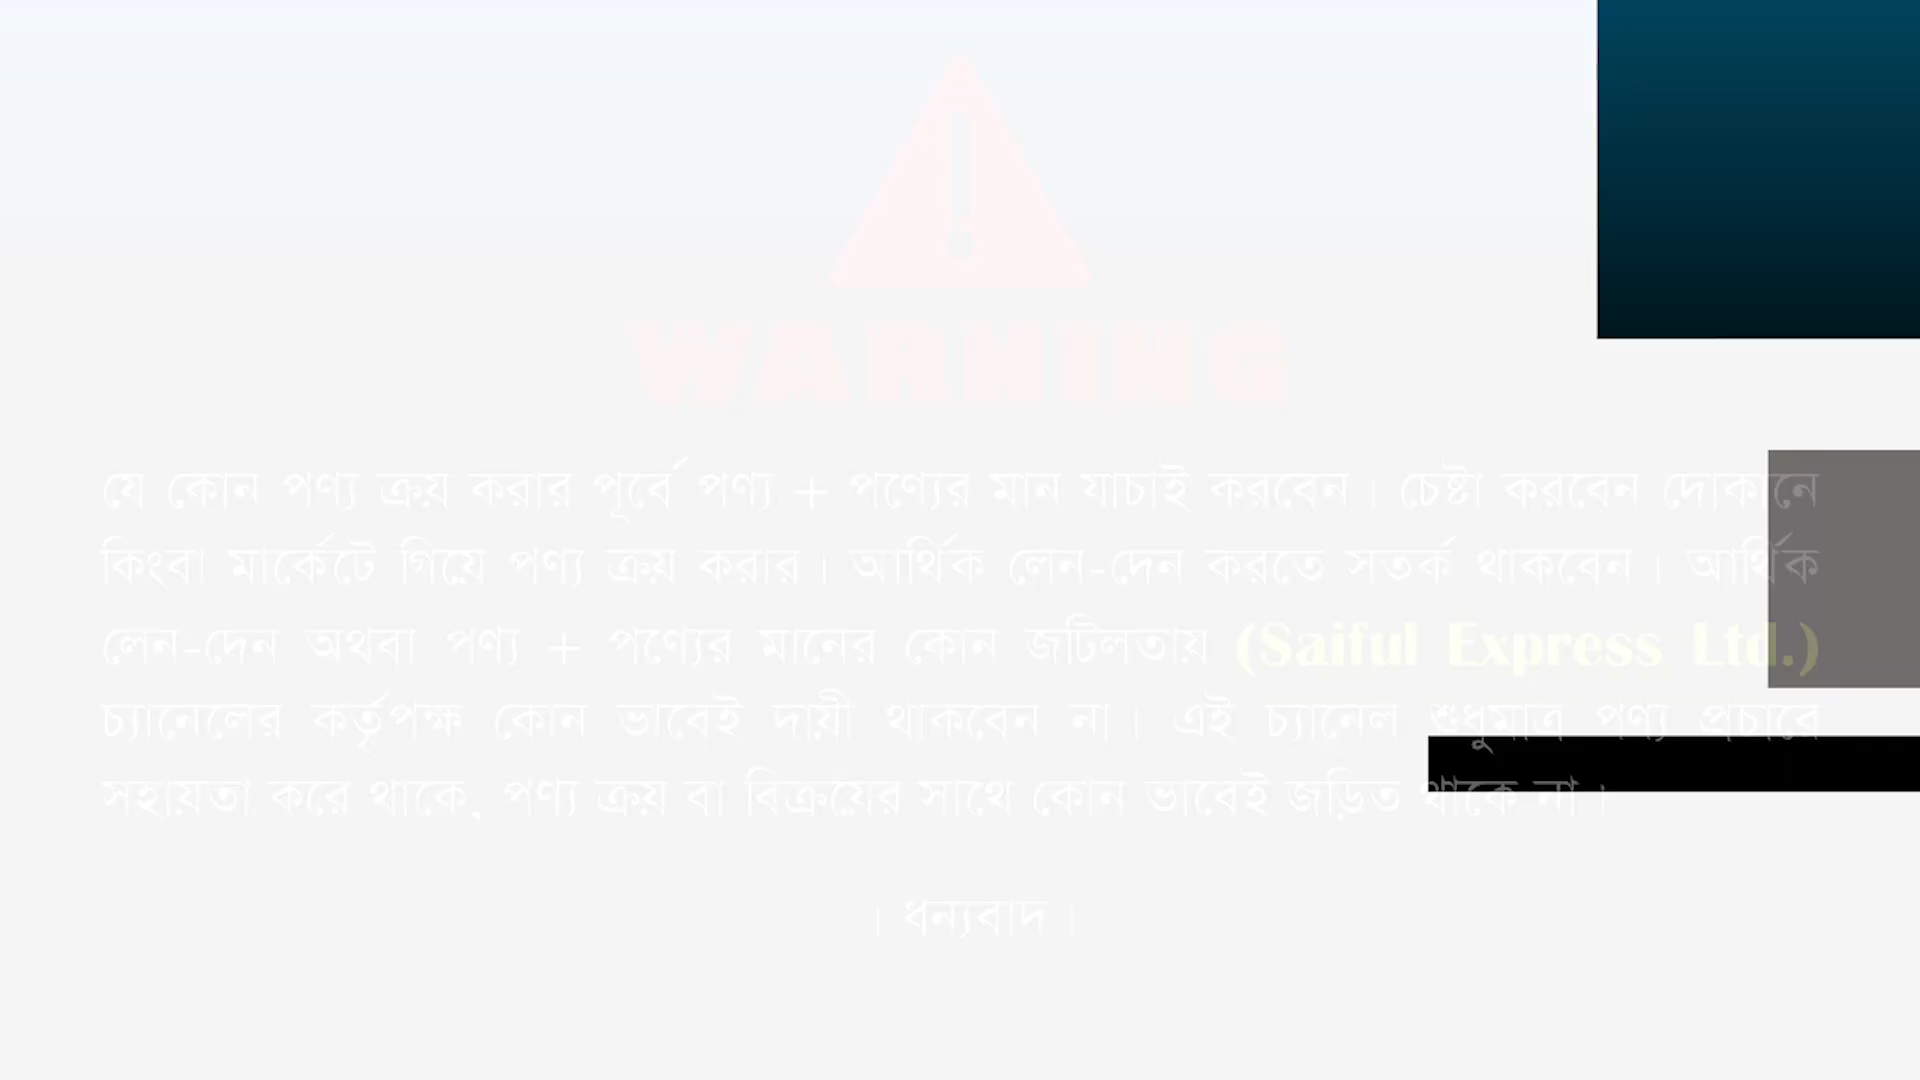 WARNING
যে কোন পণ্য ক্রয় করার পূর্বে পণ্য + পণ্যের মান যাচাই করবেন। চেষ্টা করবেন দোকানে
কিংবা মার্কেটে গিয়ে পণ্য ক্রয় করার। আর্থিক লেন-দেন করতে সতর্ক থাকবেন। আর্থিক
লেন-দেন অথবা পণ্য + পণ্যের মানের কোন জটিলতায় (Saiful Express Ltd.)
চ্যানেলের কর্তৃপক্ষ কোন ভাবেই দায়ী থাকবেন না। এই চ্যানেল শুধুমাত্র পণ্য প্রচারে
সহায়তা করে থাকে, পণ্য ক্রয় বা বিক্রয়ের সাথে কোন ভাবেই জড়িত থাকে না।
। ধন্যবাদ ।